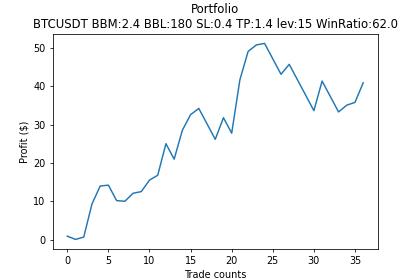 Portfolio
BTCUSDT BBM:2.4 BBL:180 SL:0.4 TP:1.4 lev:15 WinRatio:62.0
50
40
30
20
10
0
Profit ($)
0 5 10 15 20 25 30 35
Trade counts